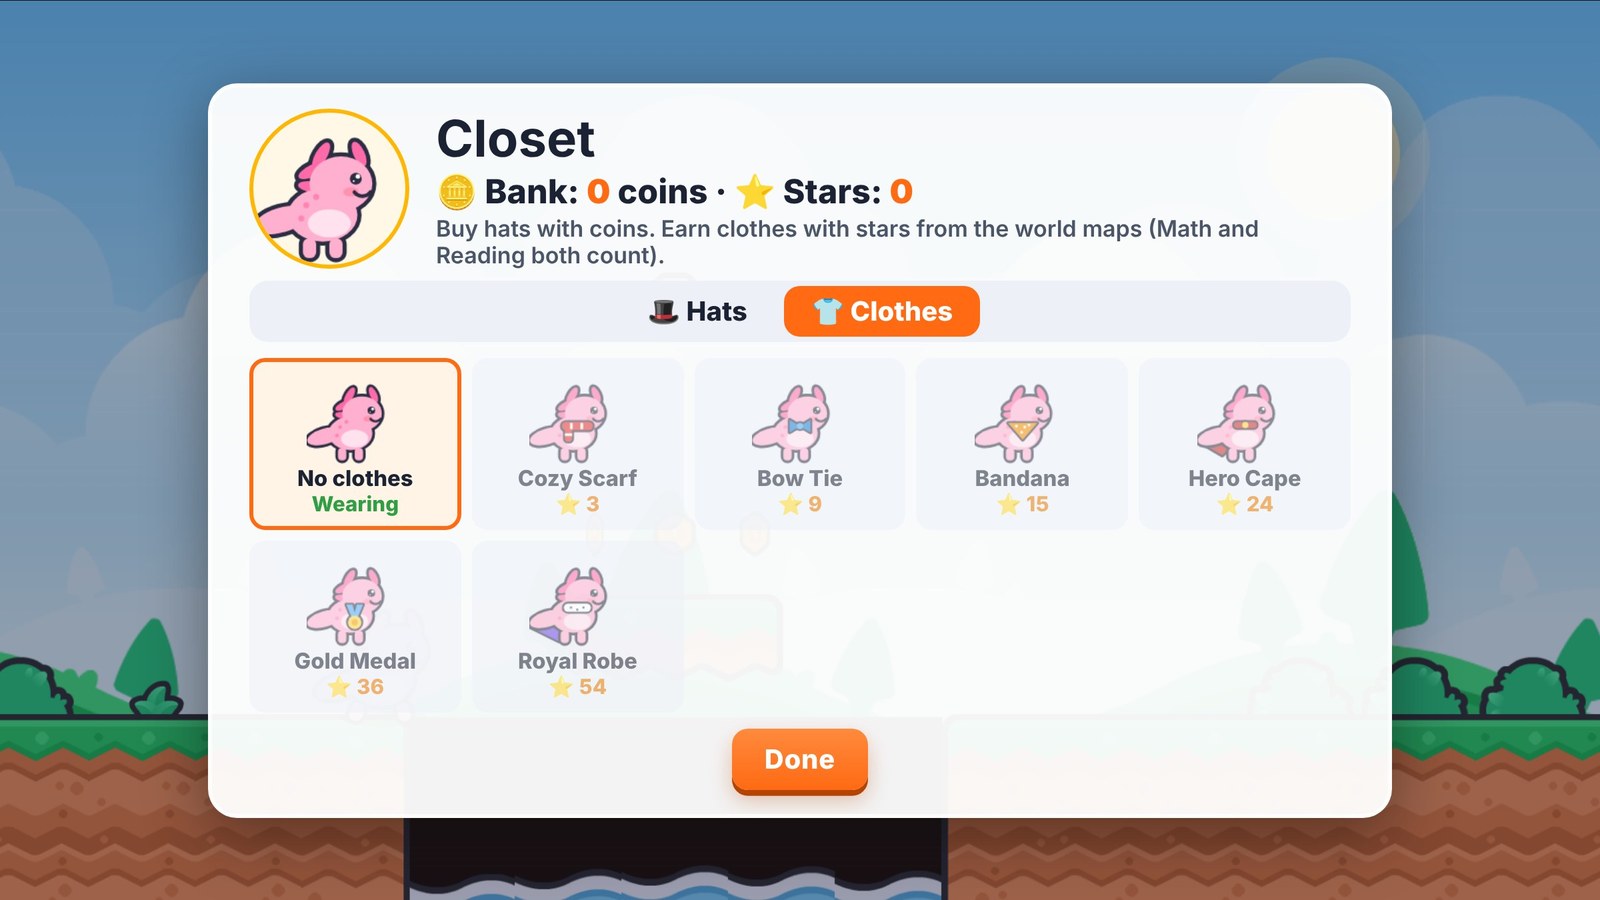 Closet
Bank: 0 coins · Stars: 0
Buy hats with coins. Earn clothes with stars from the world maps (Math and
Reading both count).
Hats Clothes
No clothes
Wearing
Cozy Scarf
3
Bow Tie
9
Bandana
15
Hero Cape
24
Gold Medal
36
Royal Robe
54
Done